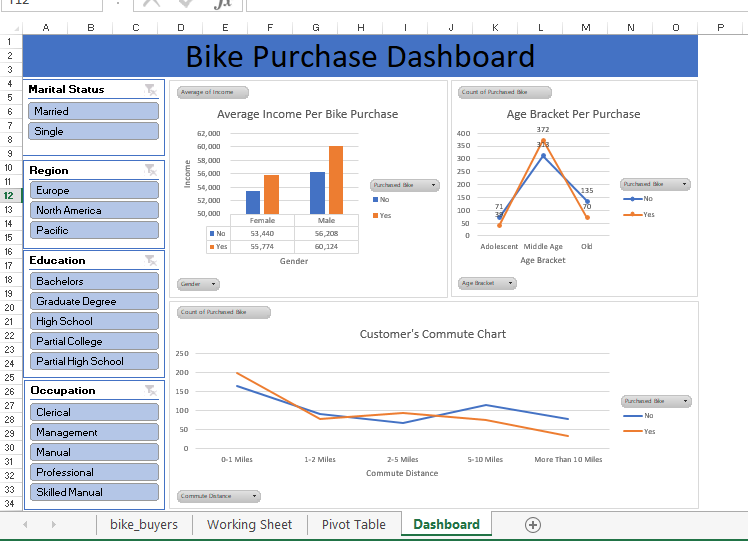 A B C D E F G H I J K L M N O P
1
2
3
4
5
6
7
8
9
10
11
12
13
14
15
16
17
18
19
20
21
22
23
24
25
26
27
28
29
30
31
32
33
34
Bike Purchase Dashboard
Marital Status
Married
Single
Region
Europe
North America
Pacific
Education
Bachelors
Graduate Degree
High School
Partial College
Partial High School
Occupation
Clerical
Management
Manual
Professional
Skilled Manual
Average of Income
Average Income Per Bike Purchase
62,000
60,000
58,000
56,000
54,000
52,000
50,000
Income
Female Male
No 53,440 56,208
Yes 55,774 60,124
Gender
Purchased Bike
No
Yes
Gender
Count of Purchased Bike
Age Bracket Per Purchase
400
350
300
250
200
150
100
50
0
372
313
135
71
70
Adolescent Middle Age Old
Age Bracket
Purchased Bike
No
Yes
Age Bracket
Count of Purchased Bike
Customer's Commute Chart
250
200
150
100
50
0
0-1 Miles 1-2 Miles 2-5 Miles 5-10 Miles More Than 10 Miles
Commute Distance
Purchased Bike
No
Yes
Commute Distance
bike_buyers Working Sheet Pivot Table Dashboard